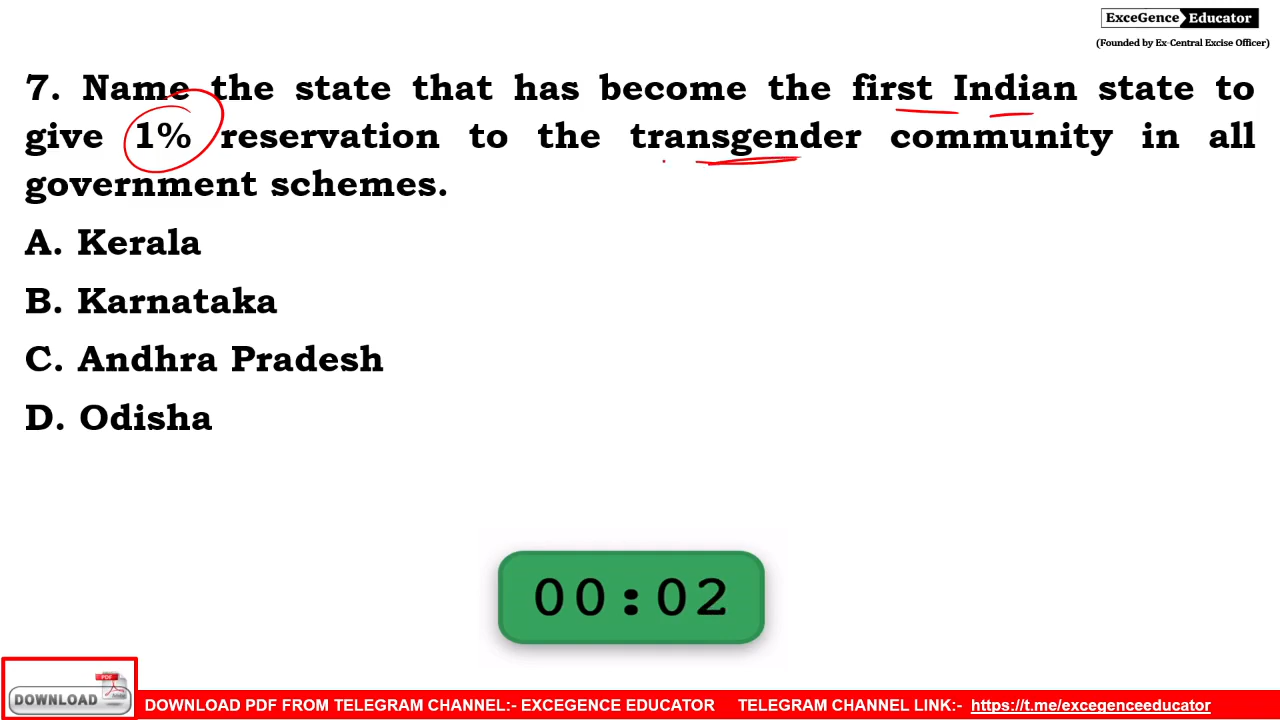 ExceGence Educator
(Founded by Ex-Central Excise Officer)
7. Name the state that has become the first Indian state to
give 1% reservation to the transgender community in all
government schemes.
A. Kerala
B. Karnataka
C. Andhra Pradesh
D. Odisha
00:02
PDF
DOWNLOAD
DOWNLOAD PDF FROM TELEGRAM CHANNEL:- EXCEGENCE EDUCATOR TELEGRAM CHANNEL LINK:- https://t.me/excegenceeducator